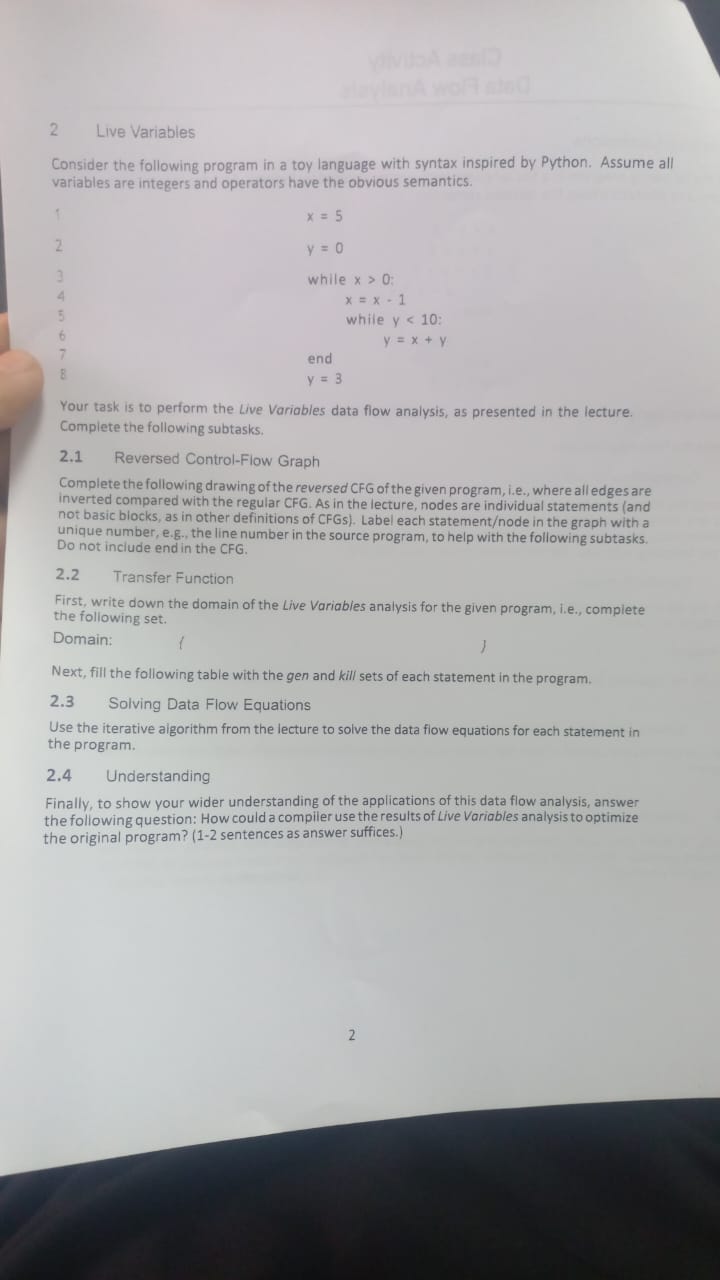 Class Activity
Data Flow Analysis
2 Live Variables
Consider the following program in a toy language with syntax inspired by Python. Assume all
variables are integers and operators have the obvious semantics.
1 x = 5
2 y = 0
3 while x > 0:
4 x = x - 1
5 while y < 10:
6 y = x + y
7 end
8 y = 3
Your task is to perform the Live Variables data flow analysis, as presented in the lecture.
Complete the following subtasks.
2.1 Reversed Control-Flow Graph
Complete the following drawing of the reversed CFG of the given program, i.e., where all edges are
inverted compared with the regular CFG. As in the lecture, nodes are individual statements (and
not basic blocks, as in other definitions of CFGs). Label each statement/node in the graph with a
unique number, e.g., the line number in the source program, to help with the following subtasks.
Do not include end in the CFG.
2.2 Transfer Function
First, write down the domain of the Live Variables analysis for the given program, i.e., complete
the following set.
Domain: { }
Next, fill the following table with the gen and kill sets of each statement in the program.
2.3 Solving Data Flow Equations
Use the iterative algorithm from the lecture to solve the data flow equations for each statement in
the program.
2.4 Understanding
Finally, to show your wider understanding of the applications of this data flow analysis, answer
the following question: How could a compiler use the results of Live Variables analysis to optimize
the original program? (1-2 sentences as answer suffices.)
2